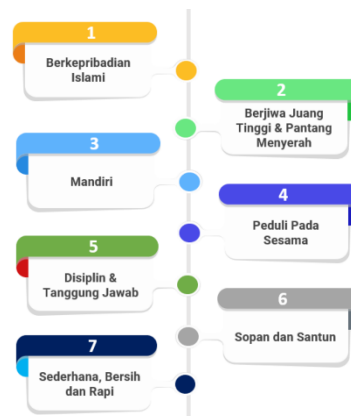 1
Berkepribadian
Islami
2
Berjiwa Juang
Tinggi & Pantang
Menyerah
3
Mandiri
4
Peduli Pada
Sesama
5
Disiplin &
Tanggung Jawab
6
Sopan dan Santun
7
Sederhana, Bersih
dan Rapi